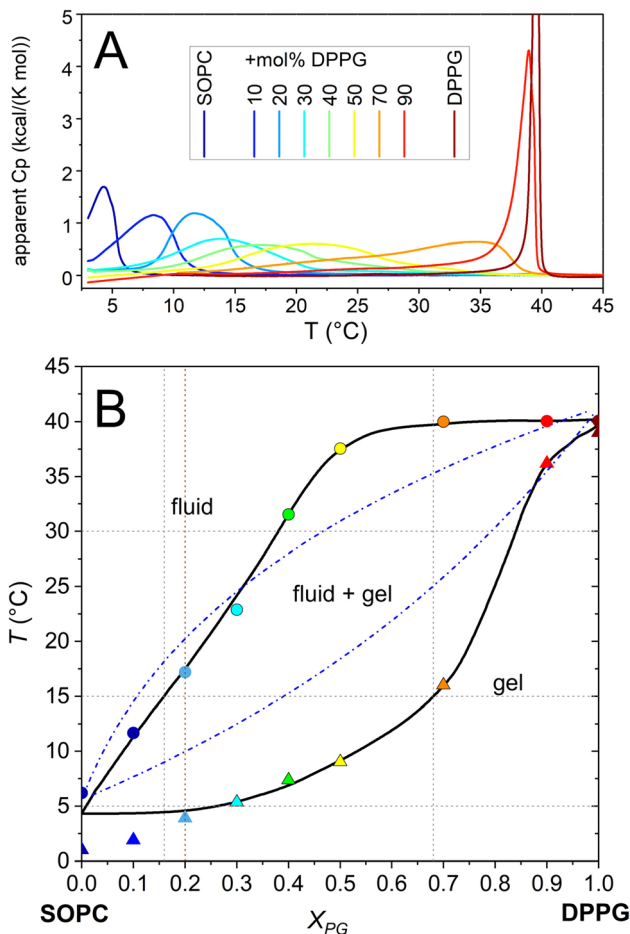 A
apparent Cp (kcal/(K mol))
5
4
3
2
1
0
+mol% DPPG
SOPC
10
20
30
40
50
70
90
DPPG
5 10 15 20 25 30 35 40 45
T (°C)
B
T (°C)
45
40
35
30
25
20
15
10
5
0
fluid
fluid + gel
gel
0.0 0.1 0.2 0.3 0.4 0.5 0.6 0.7 0.8 0.9 1.0
SOPC X_PG DPPG